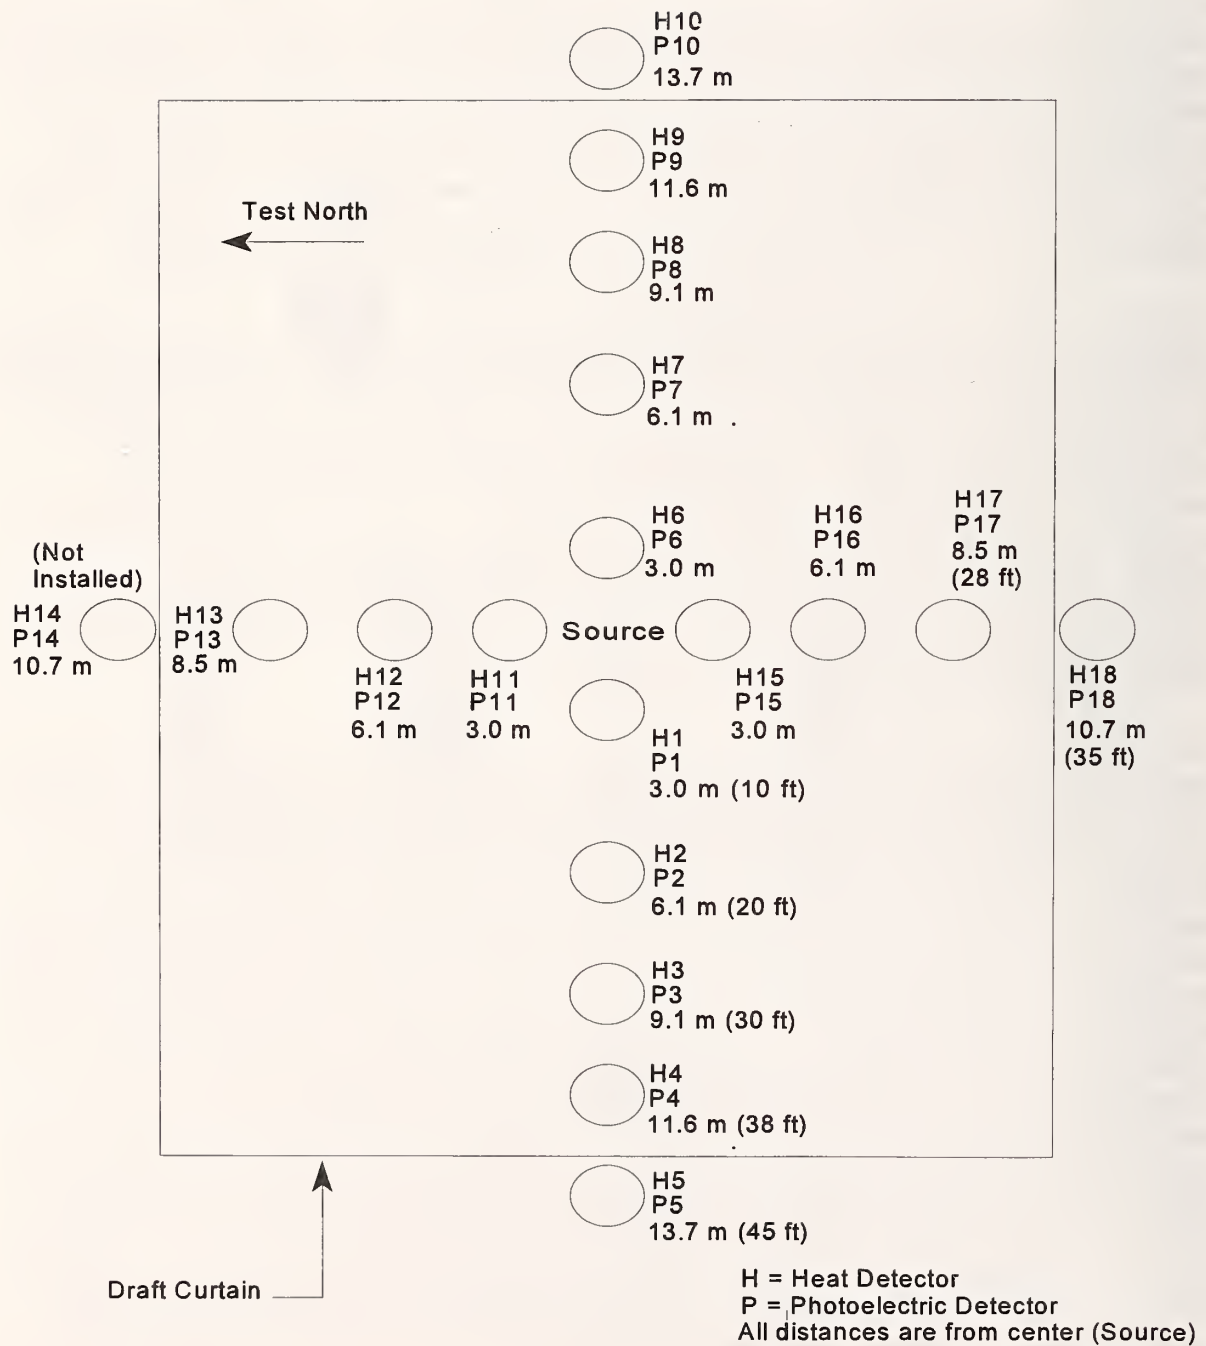 H10
P10
13.7 m
H9
P9
11.6 m
Test North
H8
P8
9.1 m
H7
P7
6.1 m
H6
P6
3.0 m
H16
P16
6.1 m
H17
P17
8.5 m
(28 ft)
(Not
Installed)
H14
P14
10.7 m
H13
P13
8.5 m
Source
H12
P12
6.1 m
H11
P11
3.0 m
H15
P15
3.0 m
H18
P18
10.7 m
(35 ft)
H1
P1
3.0 m (10 ft)
H2
P2
6.1 m (20 ft)
H3
P3
9.1 m (30 ft)
H4
P4
11.6 m (38 ft)
H5
P5
13.7 m (45 ft)
Draft Curtain
H = Heat Detector
P = Photoelectric Detector
All distances are from center (Source)